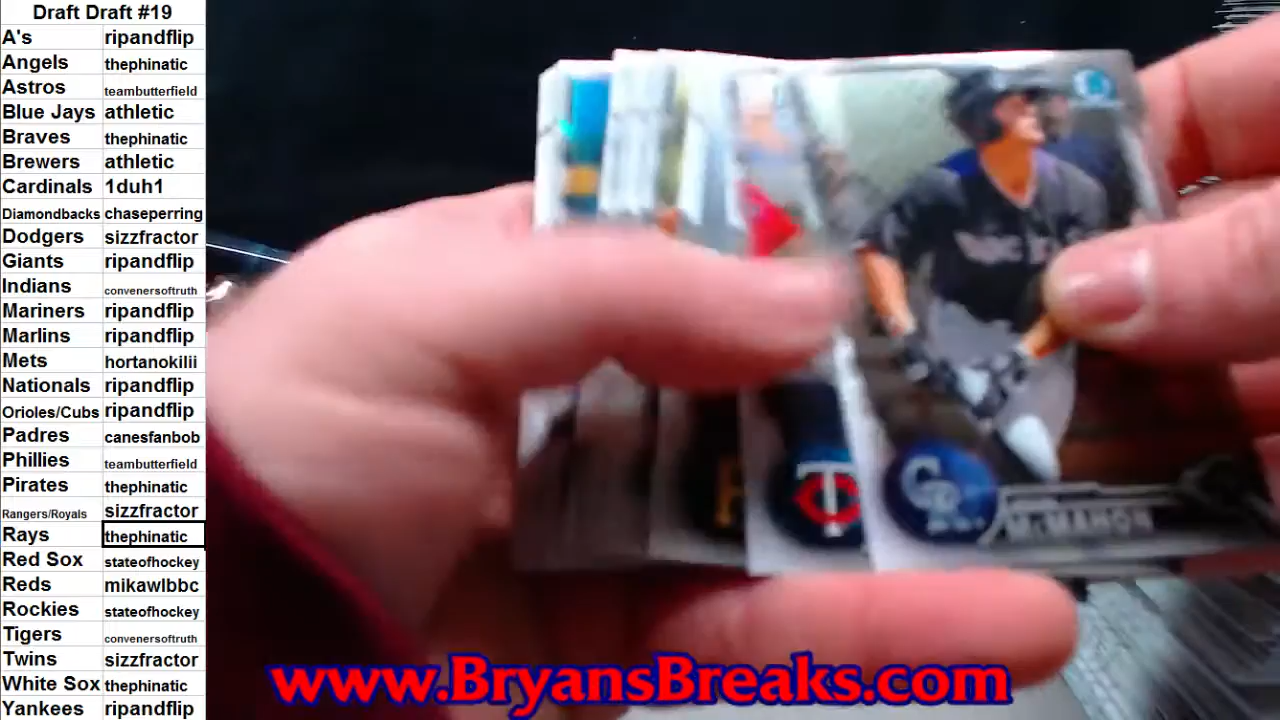 Draft Draft #19
A's ripandflip
Angels thephinatic
Astros teambutterfield
Blue Jays athletic
Braves thephinatic
Brewers athletic
Cardinals 1duh1
Diamondbacks chaseperring
Dodgers sizzfractor
Giants ripandflip
Indians convenersoftruth
Mariners ripandflip
Marlins ripandflip
Mets hortanokilii
Nationals ripandflip
Orioles/Cubs ripandflip
Padres canesfanbob
Phillies teambutterfield
Pirates thephinatic
Rangers/Royals sizzfractor
Rays thephinatic
Red Sox stateofhockey
Reds mikawlbbc
Rockies stateofhockey
Tigers convenersoftruth
Twins sizzfractor
White Sox thephinatic
Yankees ripandflip
TC
CR
McMAHON
www.BryansBreaks.com